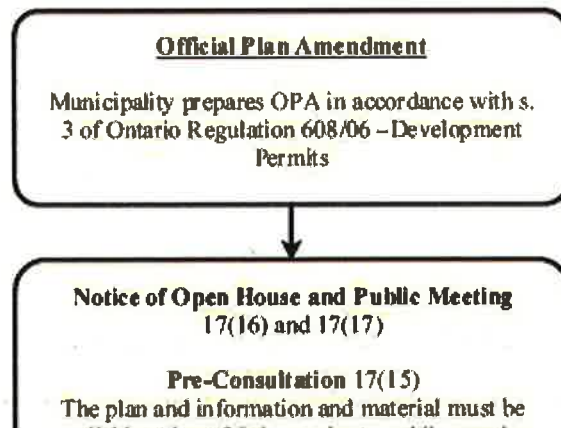 Official Plan Amendment
Municipality prepares OPA in accordance with s.
3 of Ontario Regulation 608/06 – Development
Permits
Notice of Open House and Public Meeting
17(16) and 17(17)
Pre-Consultation 17(15)
The plan and information and material must be